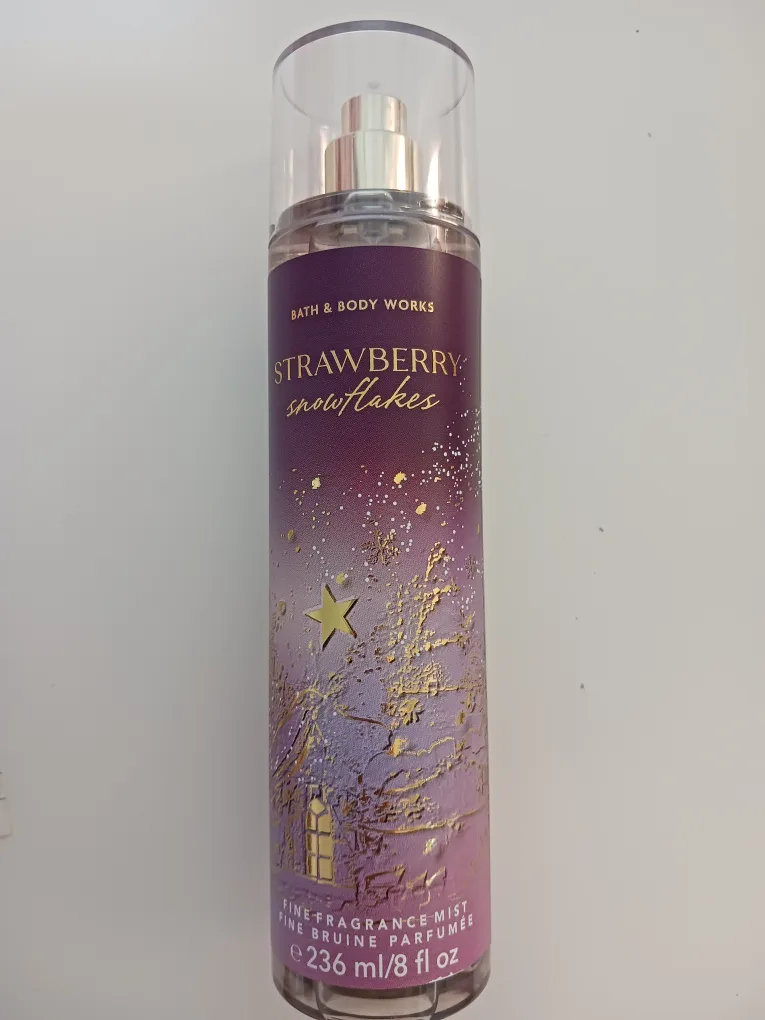 BATH & BODY WORKS
STRAWBERRY
snowflakes
FINE FRAGRANCE MIST
FINE BRUINE PARFUMÉE
℮ 236 ml/8 fl oz